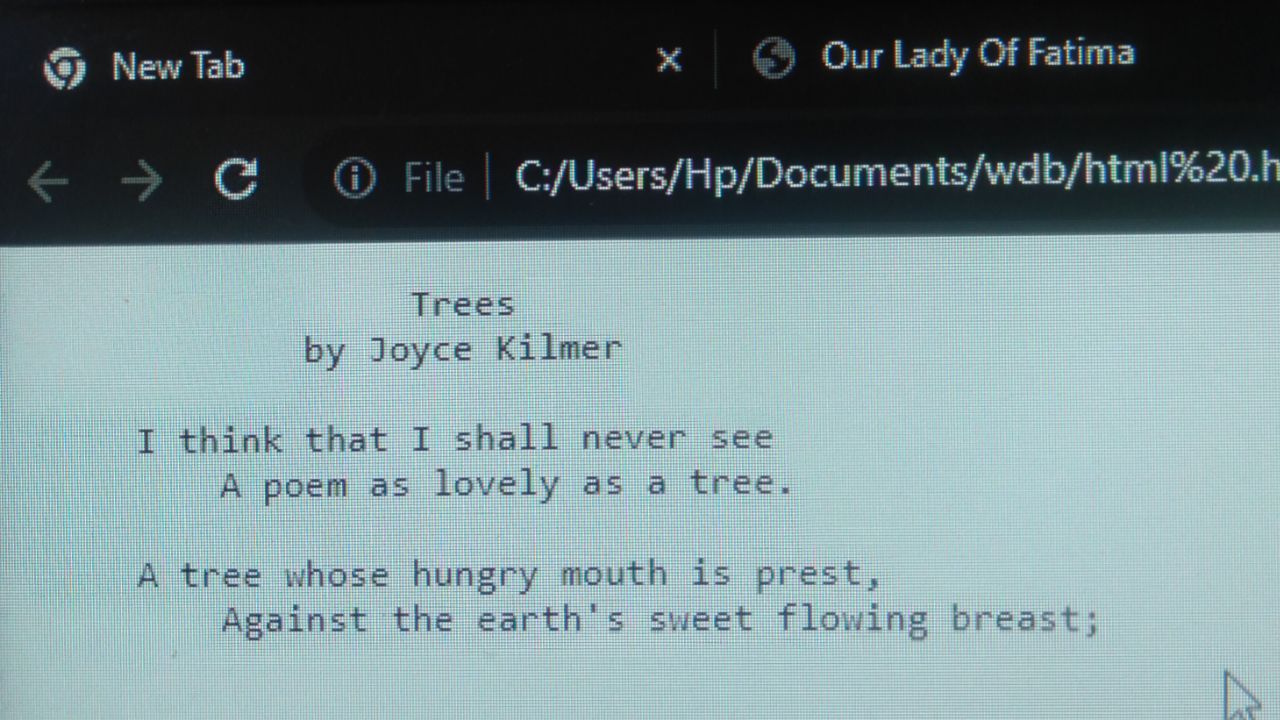 New Tab
Our Lady Of Fatima
File
C:/Users/Hp/Documents/wdb/html%20.h
Trees
by Joyce Kilmer
I think that I shall never see
A poem as lovely as a tree.
A tree whose hungry mouth is prest,
Against the earth's sweet flowing breast;